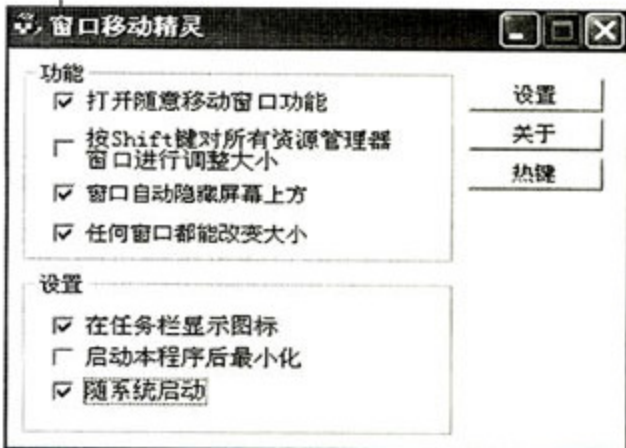 窗口移动精灵
功能
打开随意移动窗口功能
按Shift键对所有资源管理器
窗口进行调整大小
窗口自动隐藏屏幕上方
任何窗口都能改变大小
设置
在任务栏显示图标
启动本程序后最小化
随系统启动
设置
关于
热键